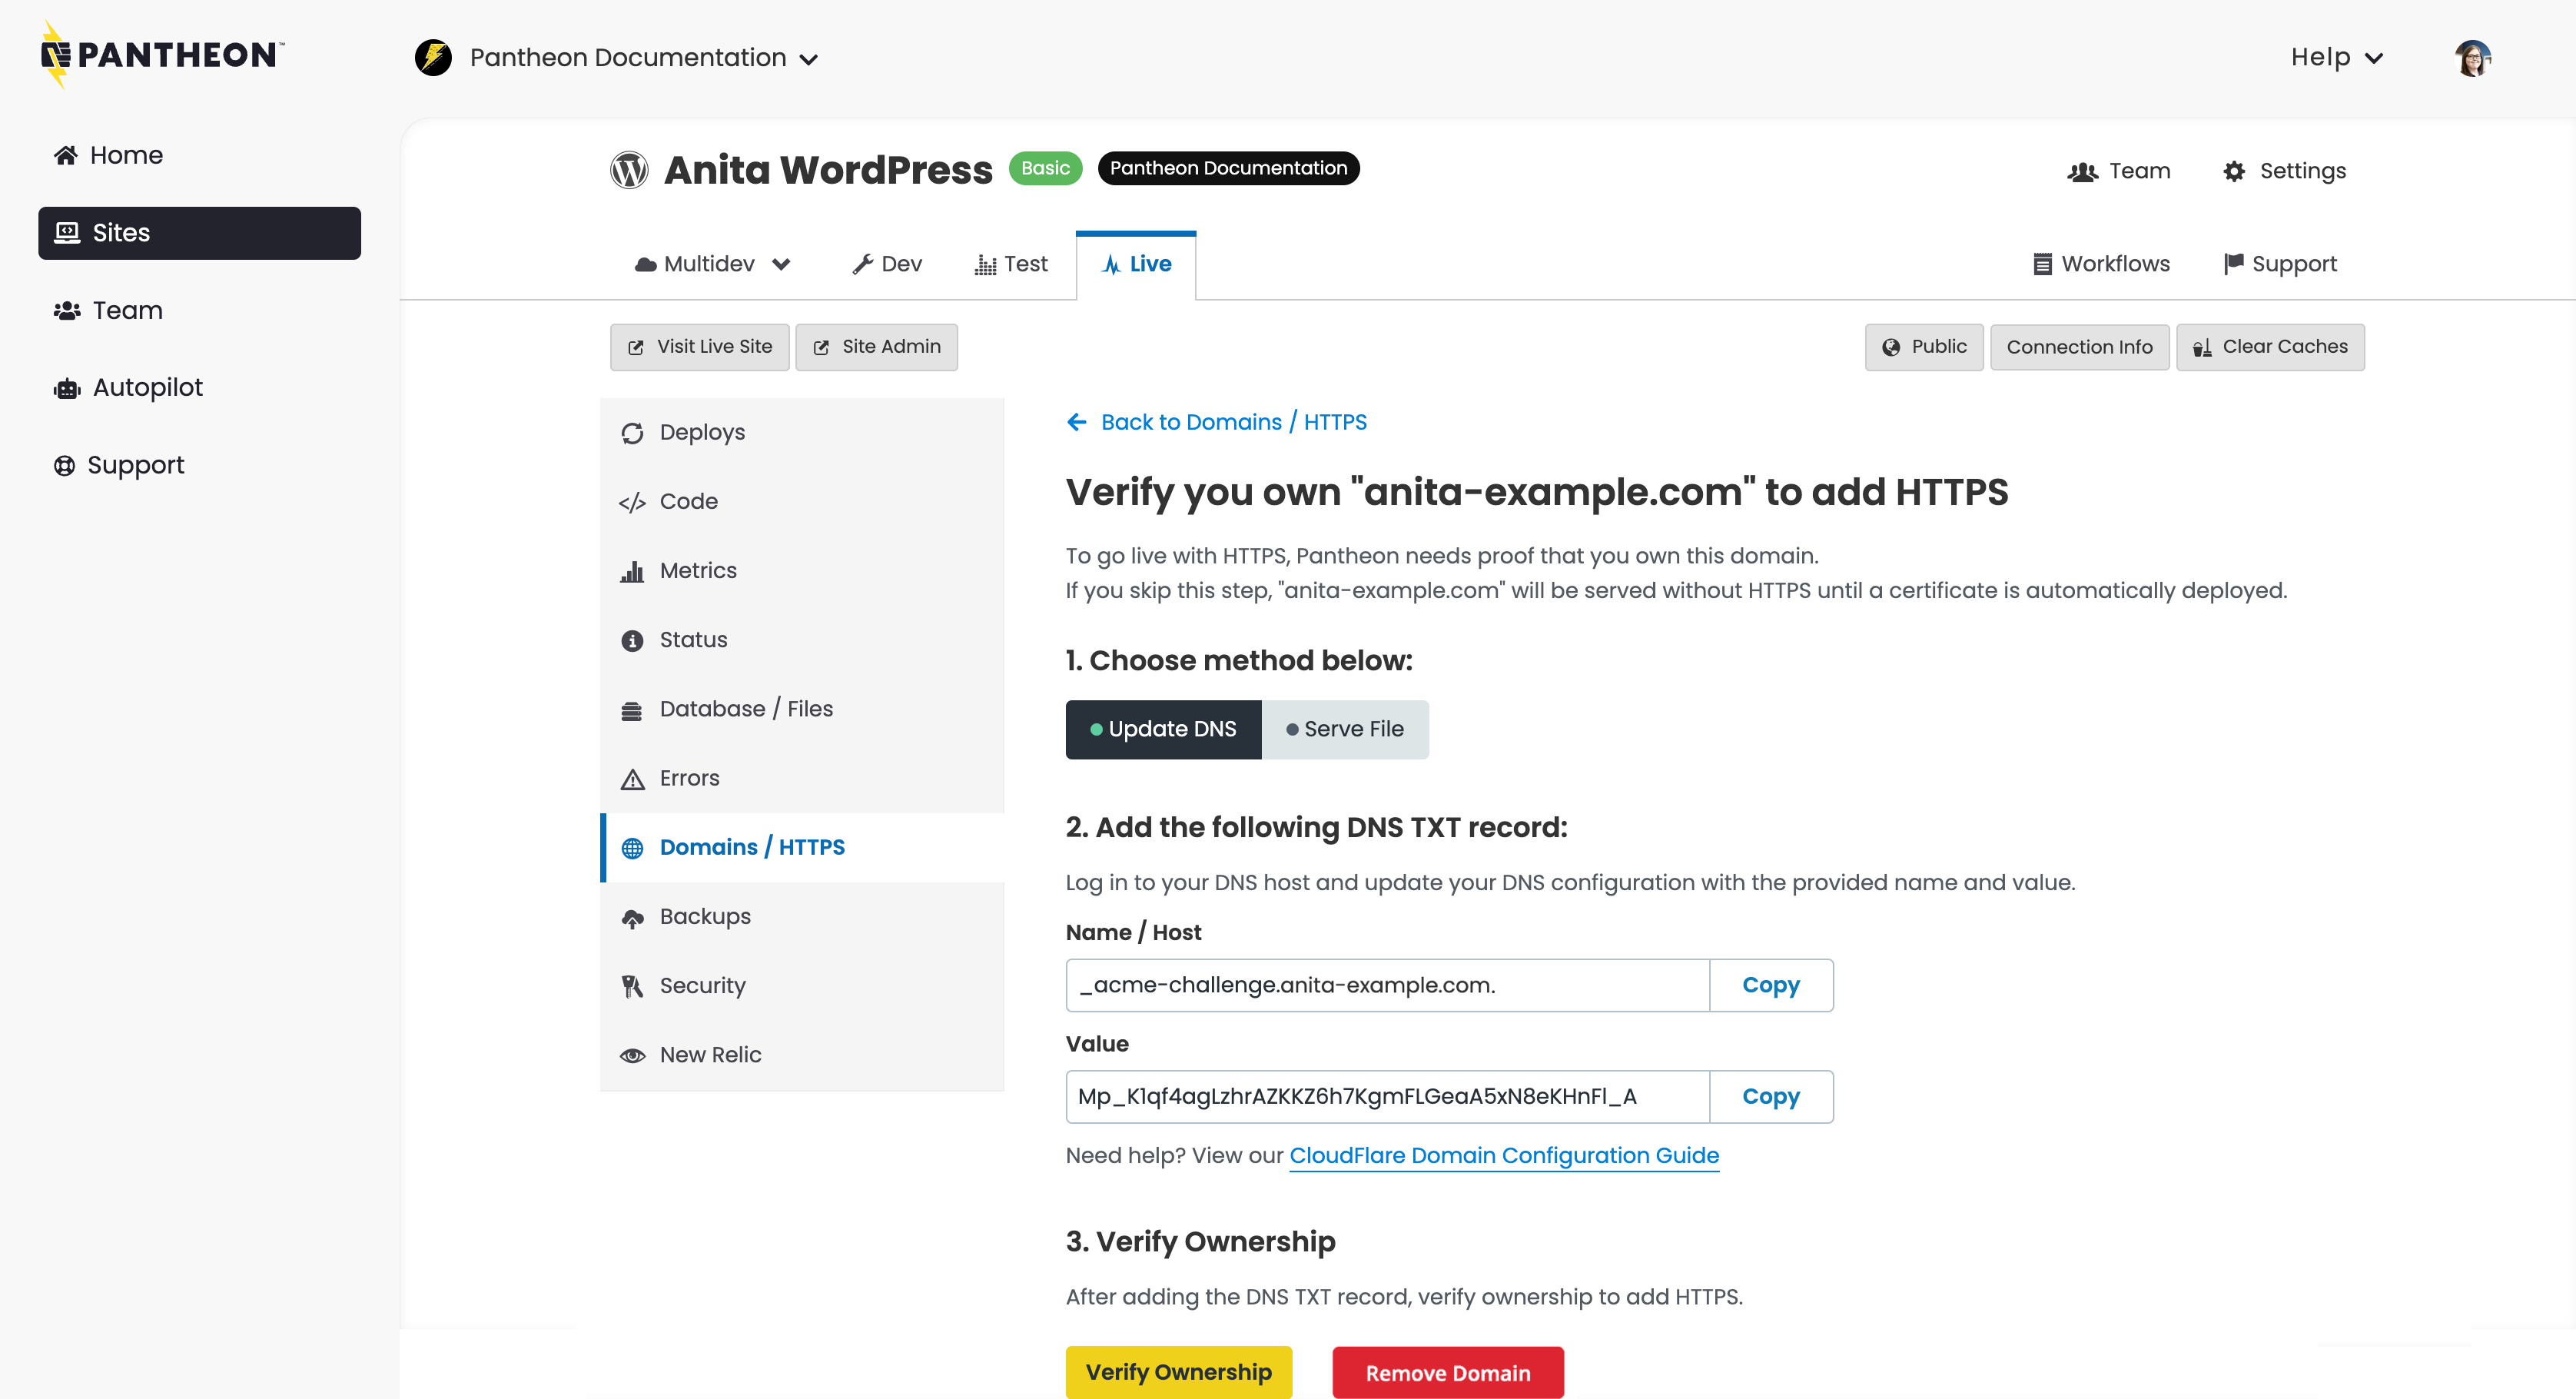 PANTHEON™
Pantheon Documentation
Help
Home
Sites
Team
Autopilot
Support
Anita WordPress
Basic
Pantheon Documentation
Team
Settings
Multidev
Dev
Test
Live
Workflows
Support
Visit Live Site
Site Admin
Public
Connection Info
Clear Caches
Deploys
Code
Metrics
Status
Database / Files
Errors
Domains / HTTPS
Backups
Security
New Relic
Back to Domains / HTTPS
Verify you own "anita-example.com" to add HTTPS
To go live with HTTPS, Pantheon needs proof that you own this domain.
If you skip this step, "anita-example.com" will be served without HTTPS until a certificate is automatically deployed.
1. Choose method below:
Update DNS
Serve File
2. Add the following DNS TXT record:
Log in to your DNS host and update your DNS configuration with the provided name and value.
Name / Host
_acme-challenge.anita-example.com.
Copy
Value
Mp_K1qf4agLzhrAZKKZ6h7KgmFLGeaA5xN8eKHnFl_A
Copy
Need help? View our CloudFlare Domain Configuration Guide
3. Verify Ownership
After adding the DNS TXT record, verify ownership to add HTTPS.
Verify Ownership
Remove Domain